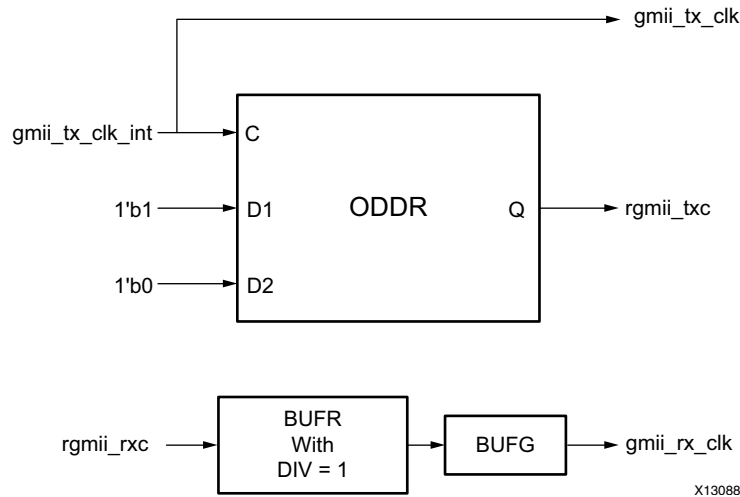 gmii_tx_clk
gmii_tx_clk_int
C
1'b1
D1
ODDR
Q
rgmii_txc
1'b0
D2
rgmii_rxc
BUFR
With
DIV = 1
BUFG
gmii_rx_clk
X13088